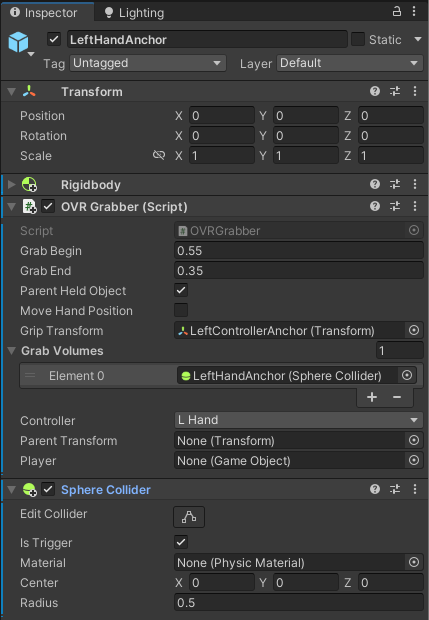 Inspector Lighting
LeftHandAnchor Static
Tag Untagged Layer Default
Transform
Position X 0 Y 0 Z 0
Rotation X 0 Y 0 Z 0
Scale X 1 Y 1 Z 1
Rigidbody
# OVR Grabber (Script)
Script # OVRGrabber
Grab Begin 0.55
Grab End 0.35
Parent Held Object
Move Hand Position
Grip Transform LeftControllerAnchor (Transform)
Grab Volumes 1
Element 0 LeftHandAnchor (Sphere Collider)
+ −
Controller L Hand
Parent Transform None (Transform)
Player None (Game Object)
Sphere Collider
Edit Collider
Is Trigger
Material None (Physic Material)
Center X 0 Y 0 Z 0
Radius 0.5